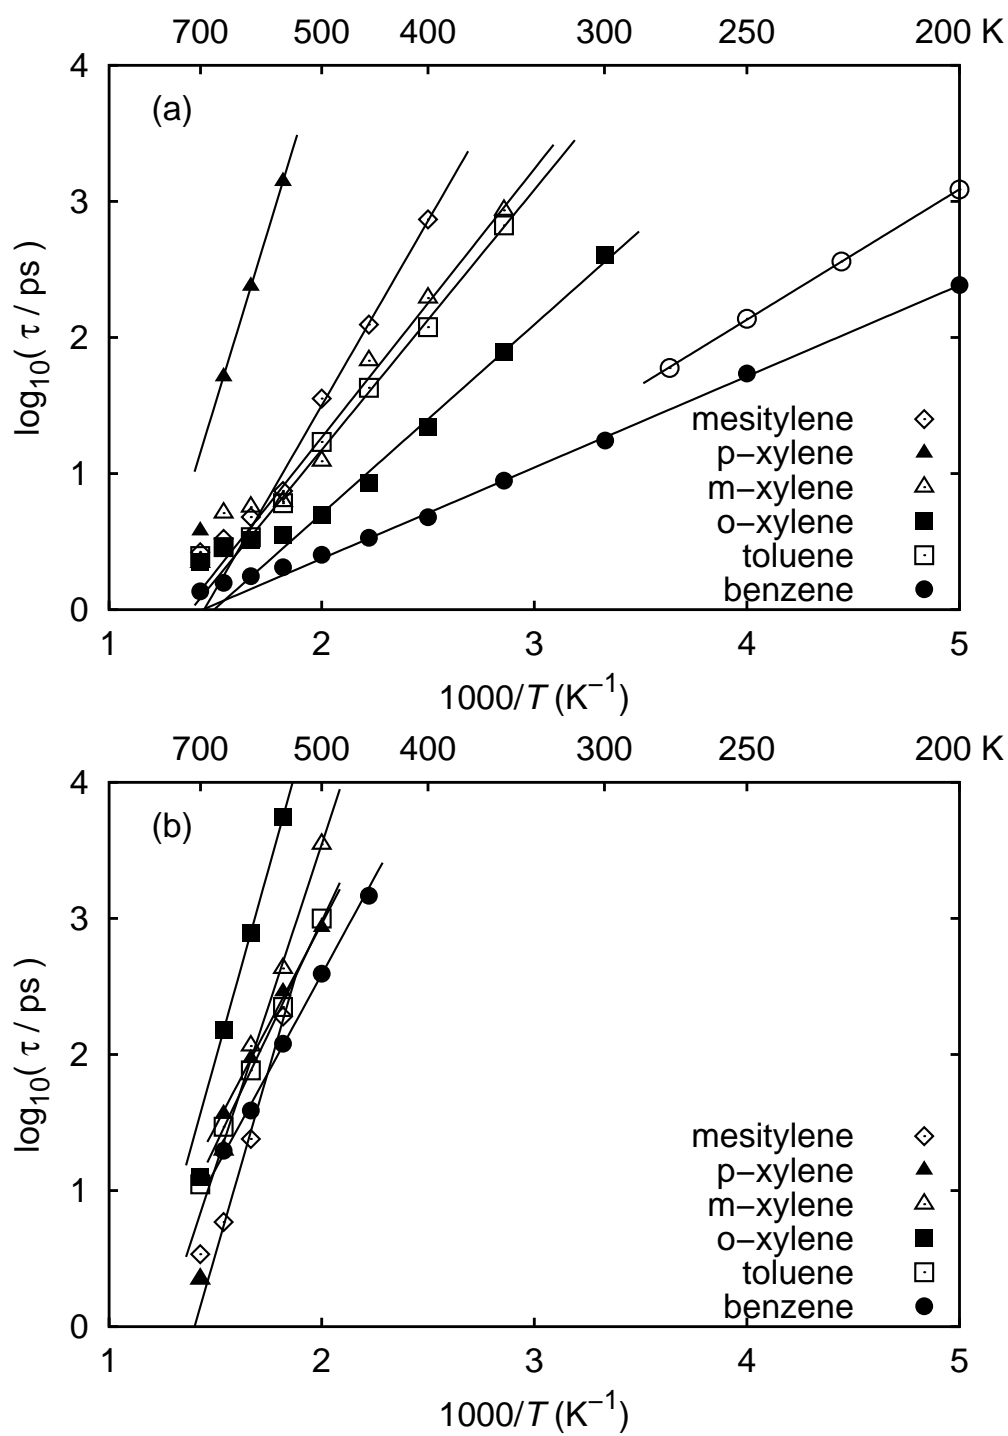 700 500 400 300 250 200 K
4
(a)
3
log10( τ / ps )
2
mesitylene
p−xylene
1
m−xylene
o−xylene
toluene
benzene
0
1 2 3 4 5
1000/T (K−1)
700 500 400 300 250 200 K
4
(b)
3
log10( τ / ps )
2
mesitylene
p−xylene
1
m−xylene
o−xylene
toluene
benzene
0
1 2 3 4 5
1000/T (K−1)